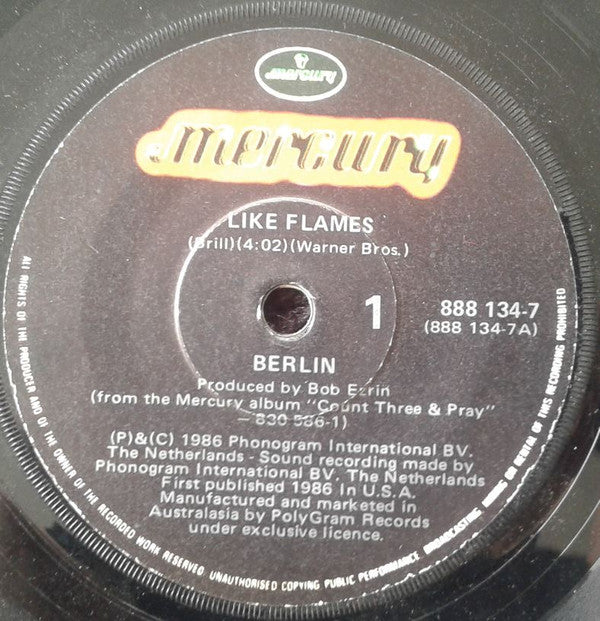 mercury
mercury
LIKE FLAMES
(Brill)(4:02)(Warner Bros.)
1
888 134-7
(888 134-7A)
BERLIN
Produced by Bob Ezrin
(from the Mercury album "Count Three & Pray"
– 830 586-1)
(P)&(C) 1986 Phonogram International BV.
The Netherlands - Sound recording made by
Phonogram International BV. The Netherlands
First published 1986 In U.S.A.
Manufactured and marketed in
Australasia by PolyGram Records
under exclusive licence.
ALL RIGHTS OF THE PRODUCER AND OF THE OWNER OF THE RECORDED WORK RESERVED. UNAUTHORISED COPYING PUBLIC PERFORMANCE BROADCASTING HIRING OR RENTAL OF THIS RECORDING PROHIBITED